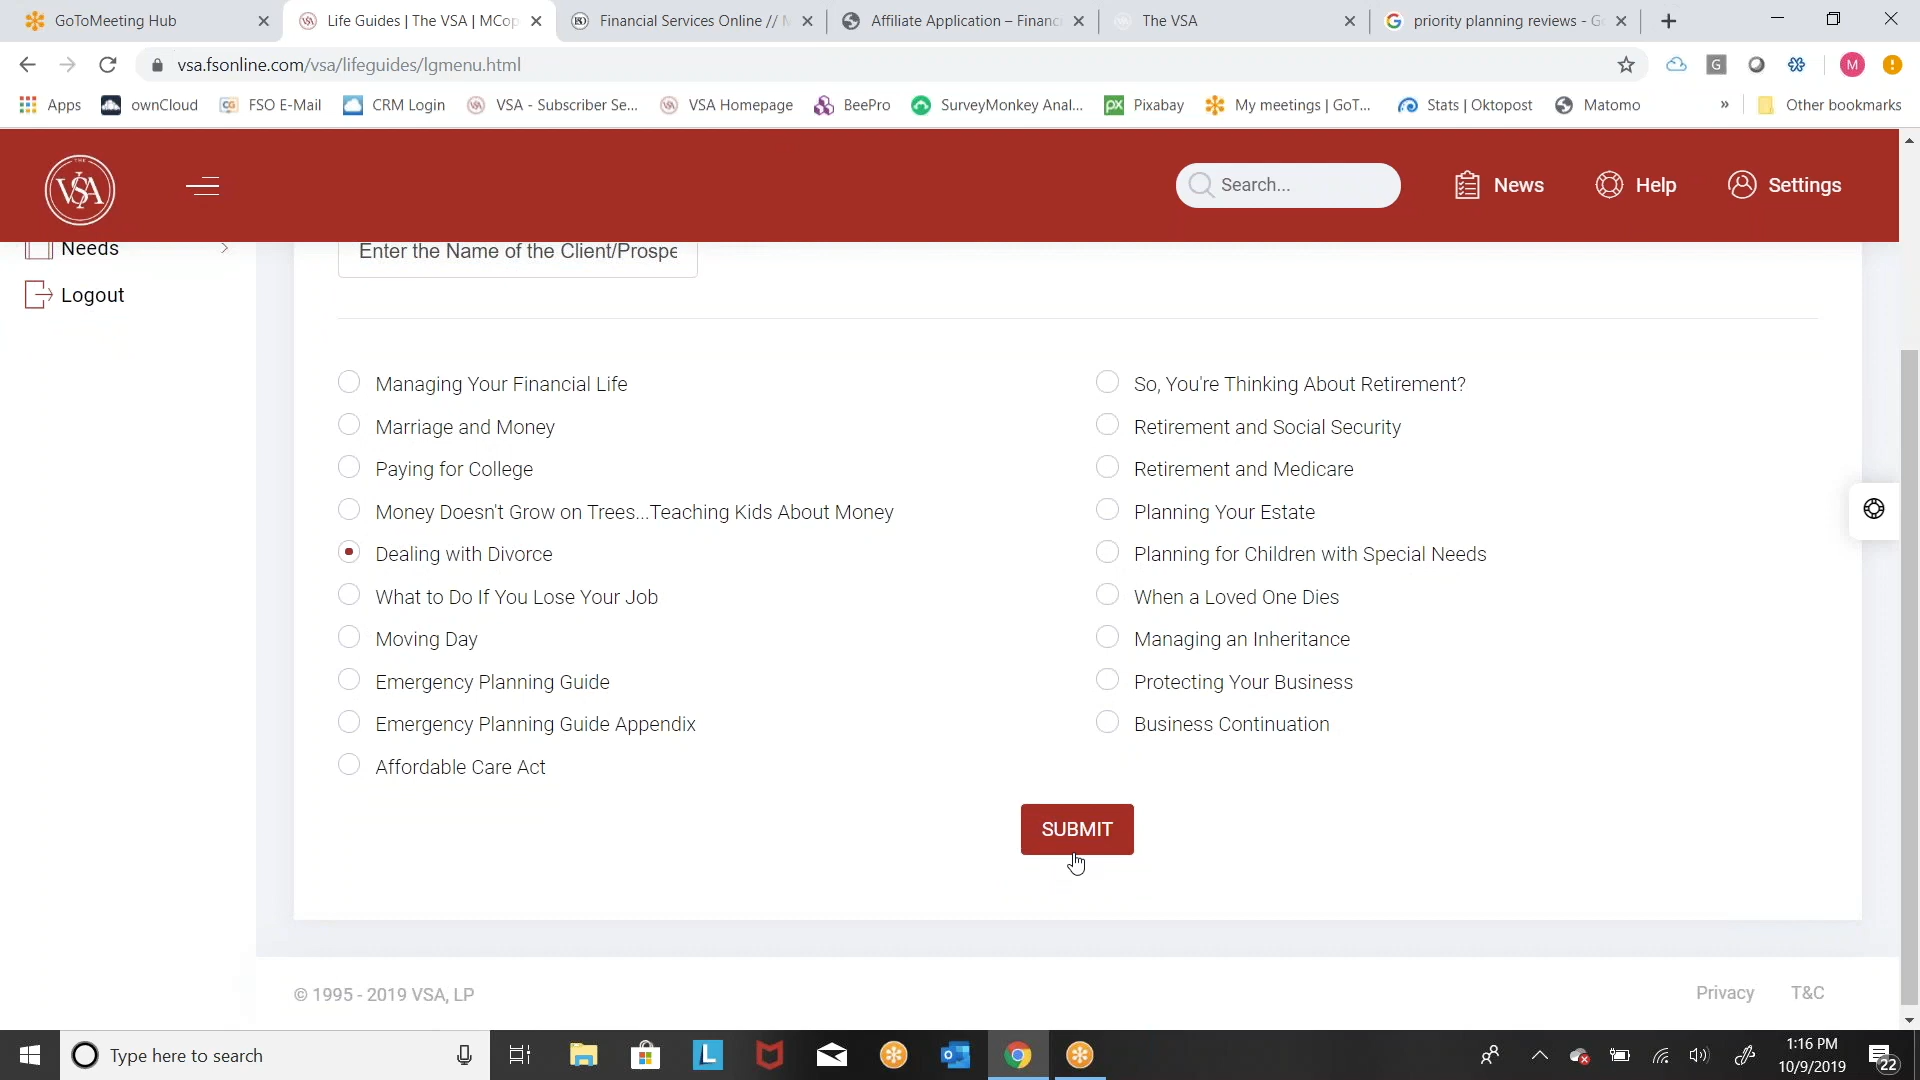 GoToMeeting Hub
Life Guides | The VSA | MCop
Financial Services Online //
Affiliate Application – Financ
The VSA
priority planning reviews - G
vsa.fsonline.com/vsa/lifeguides/lgmenu.html
Apps
ownCloud
FSO E-Mail
CRM Login
VSA - Subscriber Se...
VSA Homepage
BeePro
SurveyMonkey Anal...
Pixabay
My meetings | GoT...
Stats | Oktopost
Matomo
»
Other bookmarks
THE VSA
Search...
News
Help
Settings
Needs
Logout
Enter the Name of the Client/Prospe
Managing Your Financial Life
Marriage and Money
Paying for College
Money Doesn't Grow on Trees...Teaching Kids About Money
Dealing with Divorce
What to Do If You Lose Your Job
Moving Day
Emergency Planning Guide
Emergency Planning Guide Appendix
Affordable Care Act
So, You're Thinking About Retirement?
Retirement and Social Security
Retirement and Medicare
Planning Your Estate
Planning for Children with Special Needs
When a Loved One Dies
Managing an Inheritance
Protecting Your Business
Business Continuation
SUBMIT
© 1995 - 2019 VSA, LP
Privacy
T&C
Type here to search
1:16 PM
10/9/2019
22